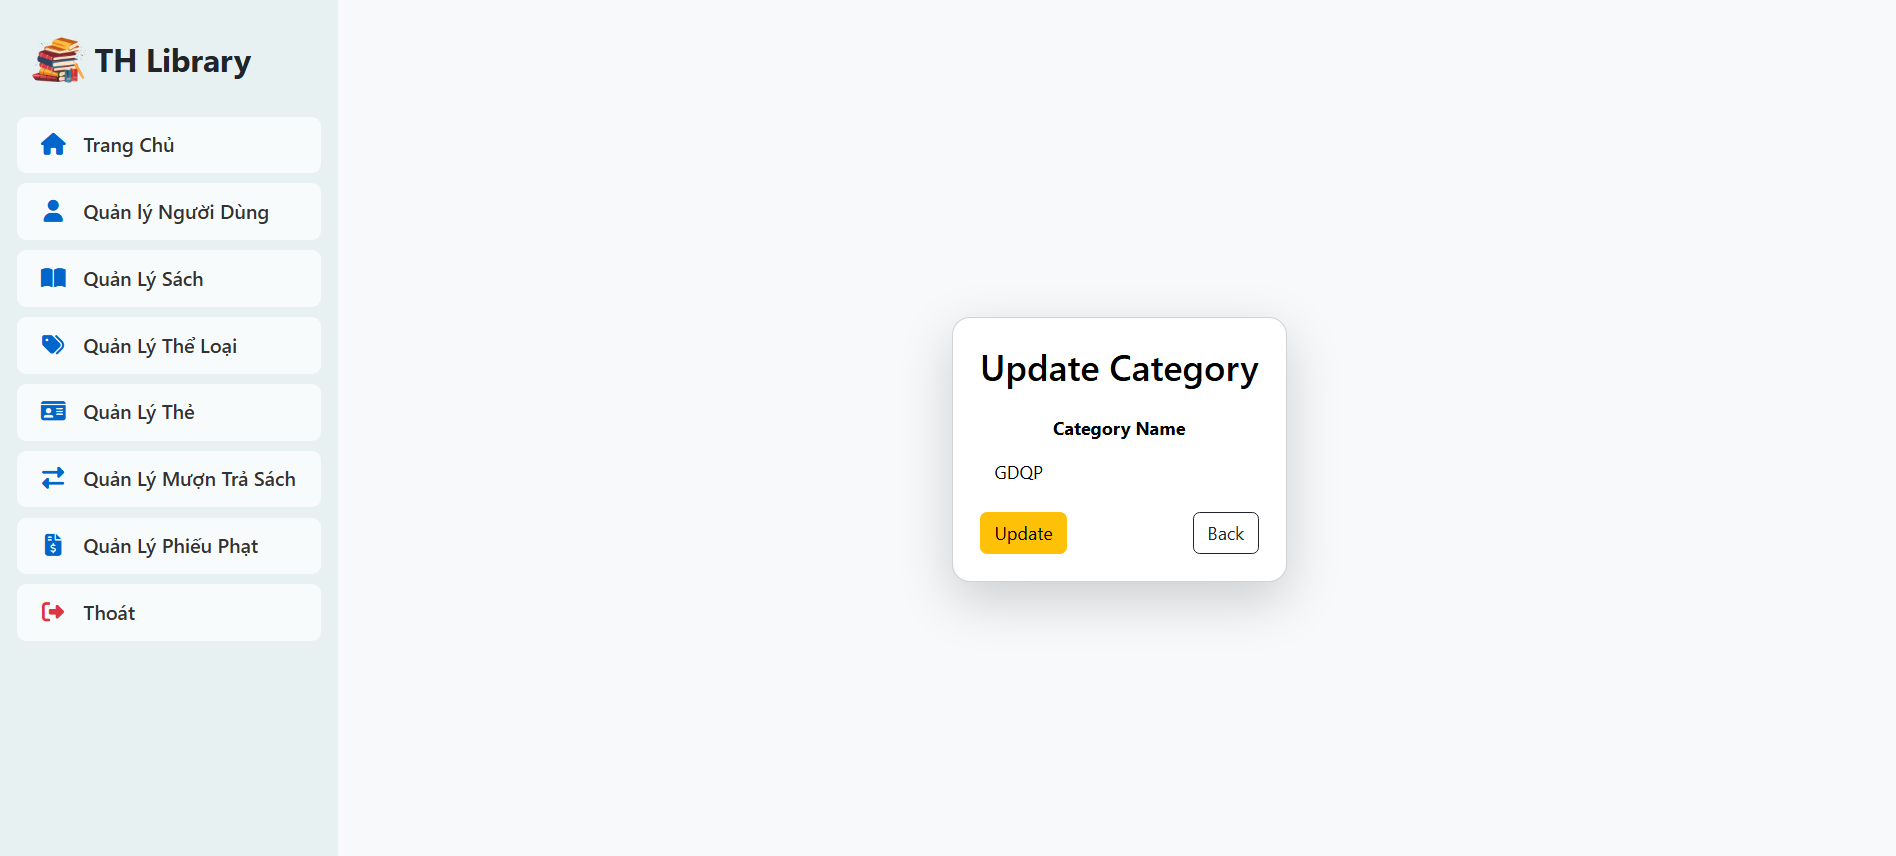 TH Library
Trang Chủ
Quản lý Người Dùng
Quản Lý Sách
Quản Lý Thể Loại
Quản Lý Thẻ
Quản Lý Mượn Trả Sách
Quản Lý Phiếu Phạt
Thoát
Update Category
Category Name
GDQP
Update
Back